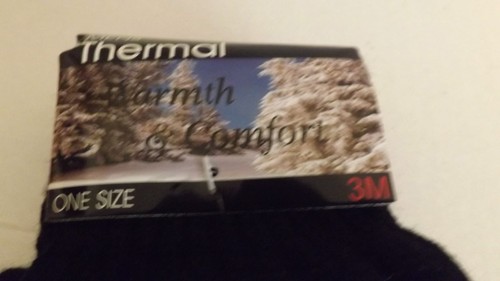 Thermal
Warmth
& Comfort
ONE SIZE
3M